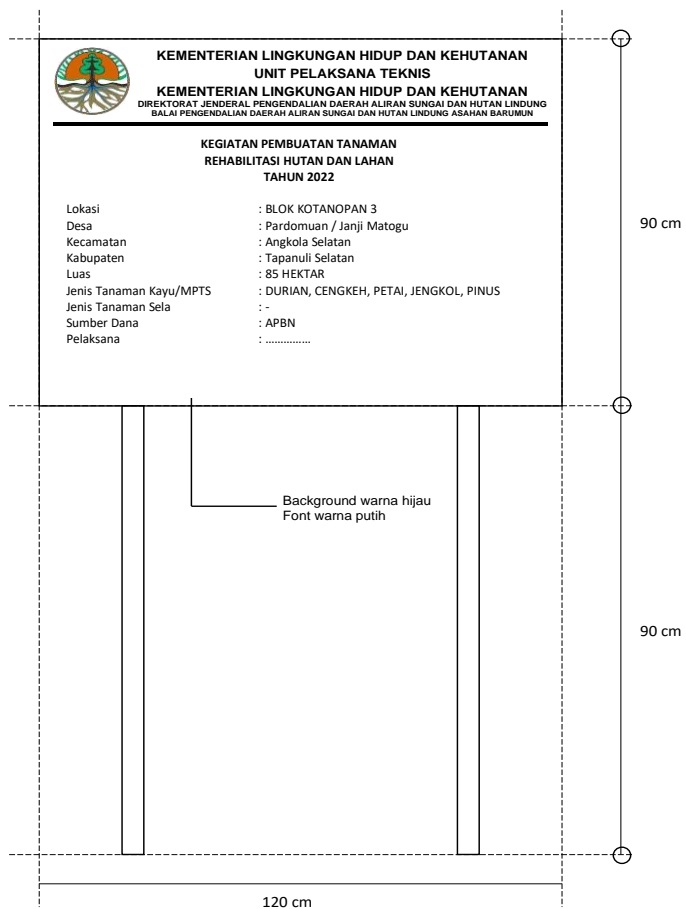 KEMENTERIAN LINGKUNGAN HIDUP DAN KEHUTANAN
UNIT PELAKSANA TEKNIS
KEMENTERIAN LINGKUNGAN HIDUP DAN KEHUTANAN
DIREKTORAT JENDERAL PENGENDALIAN DAERAH ALIRAN SUNGAI DAN HUTAN LINDUNG
BALAI PENGENDALIAN DAERAH ALIRAN SUNGAI DAN HUTAN LINDUNG ASAHAN BARUMUN
KEGIATAN PEMBUATAN TANAMAN
REHABILITASI HUTAN DAN LAHAN
TAHUN 2022
Lokasi : BLOK KOTANOPAN 3
Desa : Pardomuan / Janji Matogu
Kecamatan : Angkola Selatan
Kabupaten : Tapanuli Selatan
Luas : 85 HEKTAR
Jenis Tanaman Kayu/MPTS : DURIAN, CENGKEH, PETAI, JENGKOL, PINUS
Jenis Tanaman Sela : -
Sumber Dana : APBN
Pelaksana : ...............
90 cm
Background warna hijau
Font warna putih
90 cm
120 cm